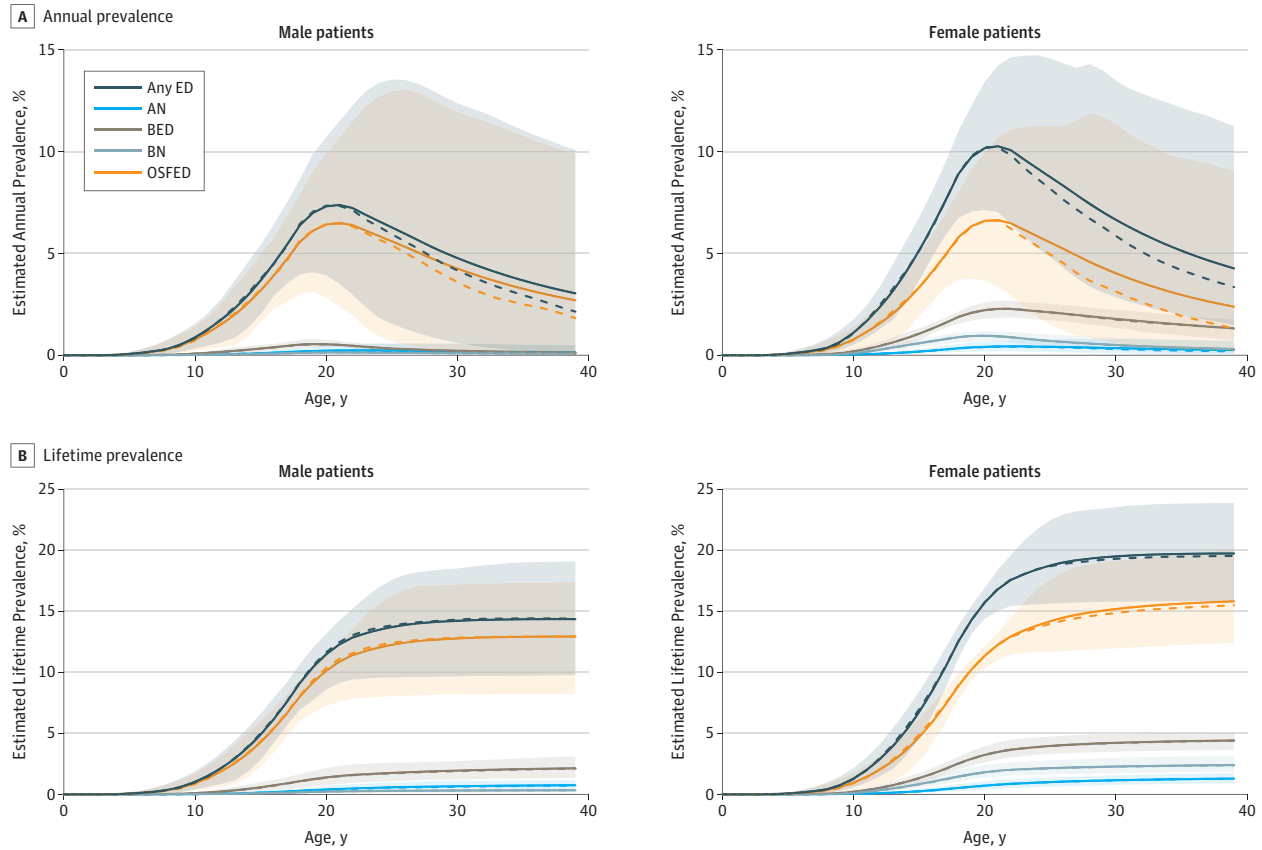 A Annual prevalence
Male patients
15
10
5
0
0 10 20 30 40
Estimated Annual Prevalence, %
Age, y
Any ED
AN
BED
BN
OSFED
Female patients
15
10
5
0
0 10 20 30 40
Estimated Annual Prevalence, %
Age, y
B Lifetime prevalence
Male patients
25
20
15
10
5
0
0 10 20 30 40
Estimated Lifetime Prevalence, %
Age, y
Female patients
25
20
15
10
5
0
0 10 20 30 40
Estimated Lifetime Prevalence, %
Age, y